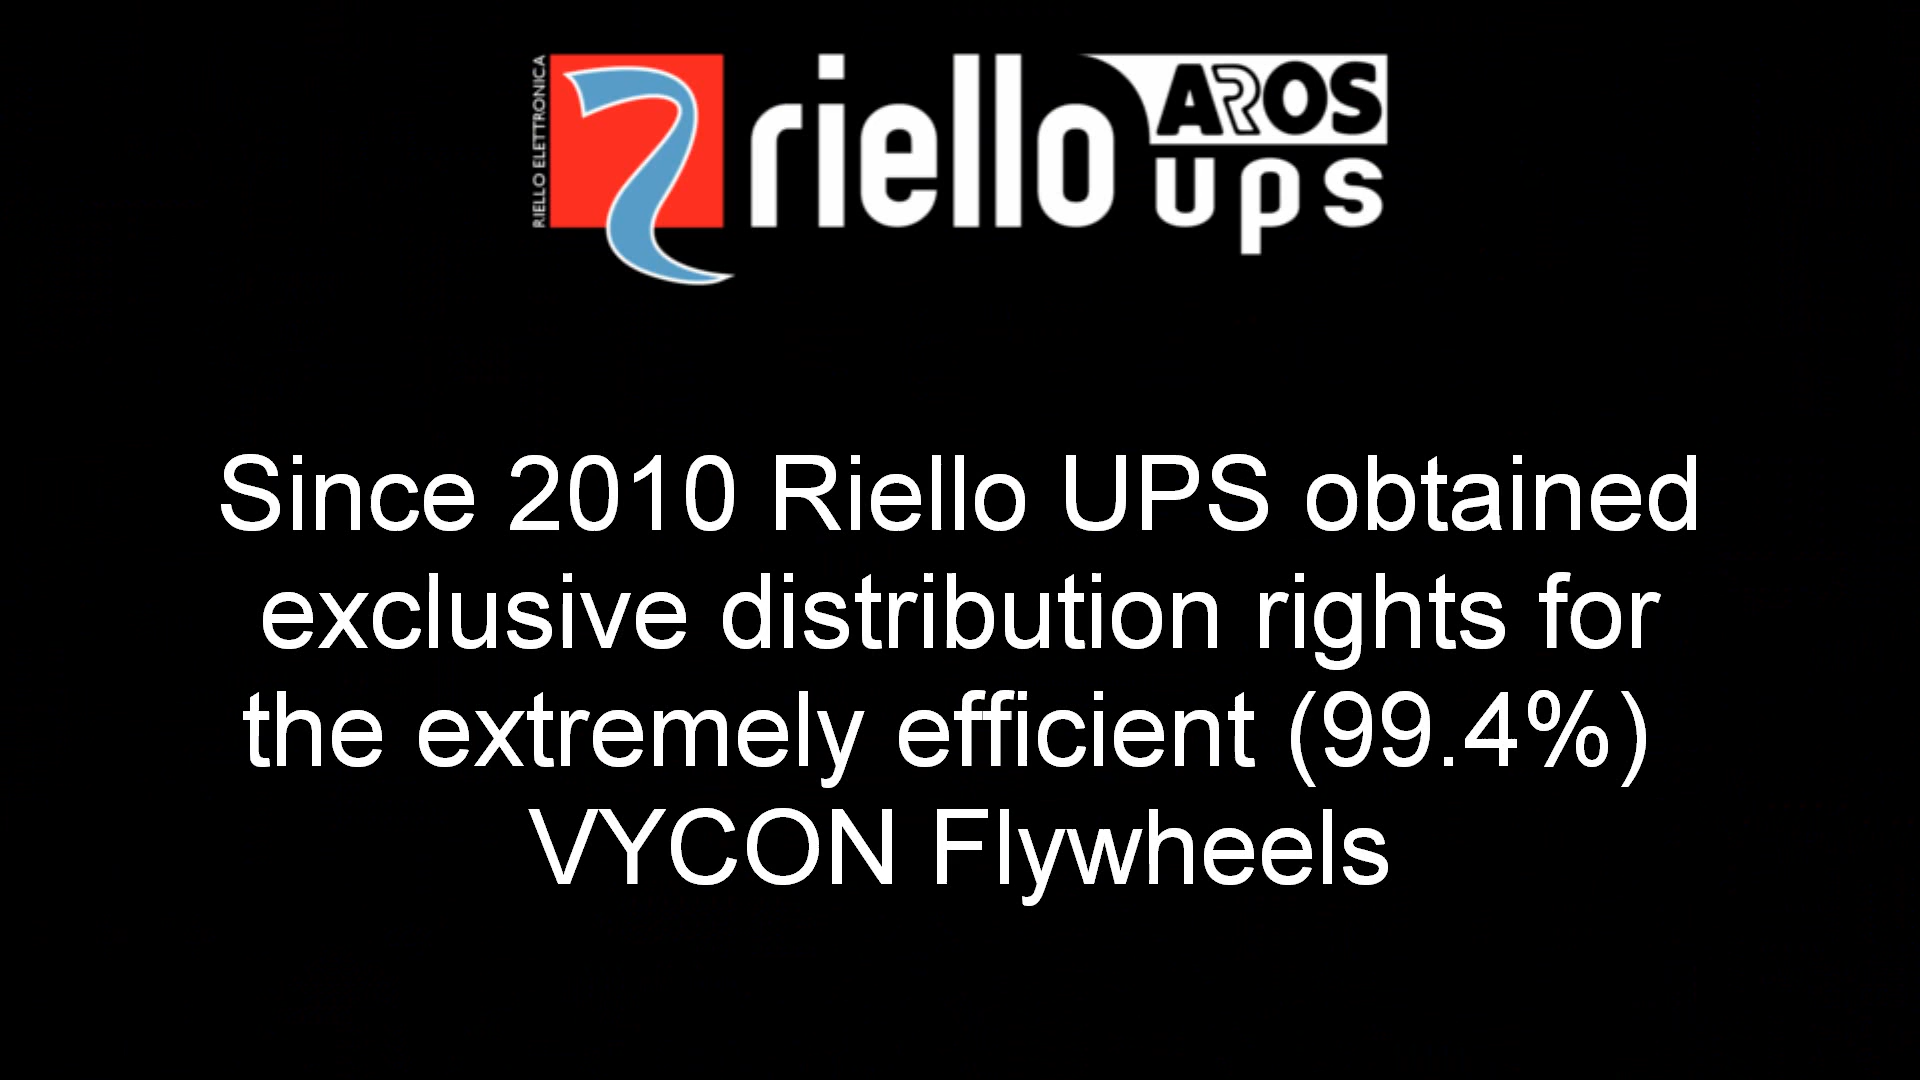 RIELLO ELETTRONICA
riello
AROS
ups
Since 2010 Riello UPS obtained
exclusive distribution rights for
the extremely efficient (99.4%)
VYCON Flywheels